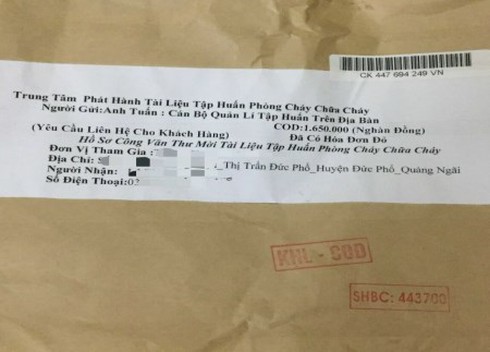 CK 447 694 249 VN
Trung Tâm Phát Hành Tài Liệu Tập Huấn Phòng Cháy Chữa Cháy
Người Gửi:Anh Tuấn : Cán Bộ Quản Lí Tập Huấn Trên Địa Bàn
COD:1.650.000 (Nghàn Đồng)
(Yêu Cầu Liên Hệ Cho Khách Hàng) Đã Có Hóa Đơn Đỏ
Hồ Sơ Công Văn Thư Mời Tài Liệu Tập Huấn Phòng Cháy Chữa Cháy
Đơn Vị Tham Gia :
Địa Chỉ: Thị Trấn Đức Phổ_Huyện Đức Phổ_Quảng Ngãi
Người Nhận:
Số Điện Thoại:02
KHL - COD
SHBC: 443700